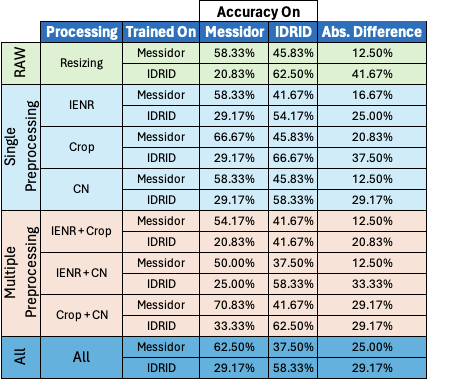 Accuracy On
Processing Trained On Messidor IDRID Abs. Difference
RAW
Resizing
Messidor 58.33% 45.83% 12.50%
IDRID 20.83% 62.50% 41.67%
Single
Preprocessing
IENR
Messidor 58.33% 41.67% 16.67%
IDRID 29.17% 54.17% 25.00%
Crop
Messidor 66.67% 45.83% 20.83%
IDRID 29.17% 66.67% 37.50%
CN
Messidor 58.33% 45.83% 12.50%
IDRID 29.17% 58.33% 29.17%
Multiple
Preprocessing
IENR + Crop
Messidor 54.17% 41.67% 12.50%
IDRID 20.83% 41.67% 20.83%
IENR + CN
Messidor 50.00% 37.50% 12.50%
IDRID 25.00% 58.33% 33.33%
Crop + CN
Messidor 70.83% 41.67% 29.17%
IDRID 33.33% 62.50% 29.17%
All
All
Messidor 62.50% 37.50% 25.00%
IDRID 29.17% 58.33% 29.17%